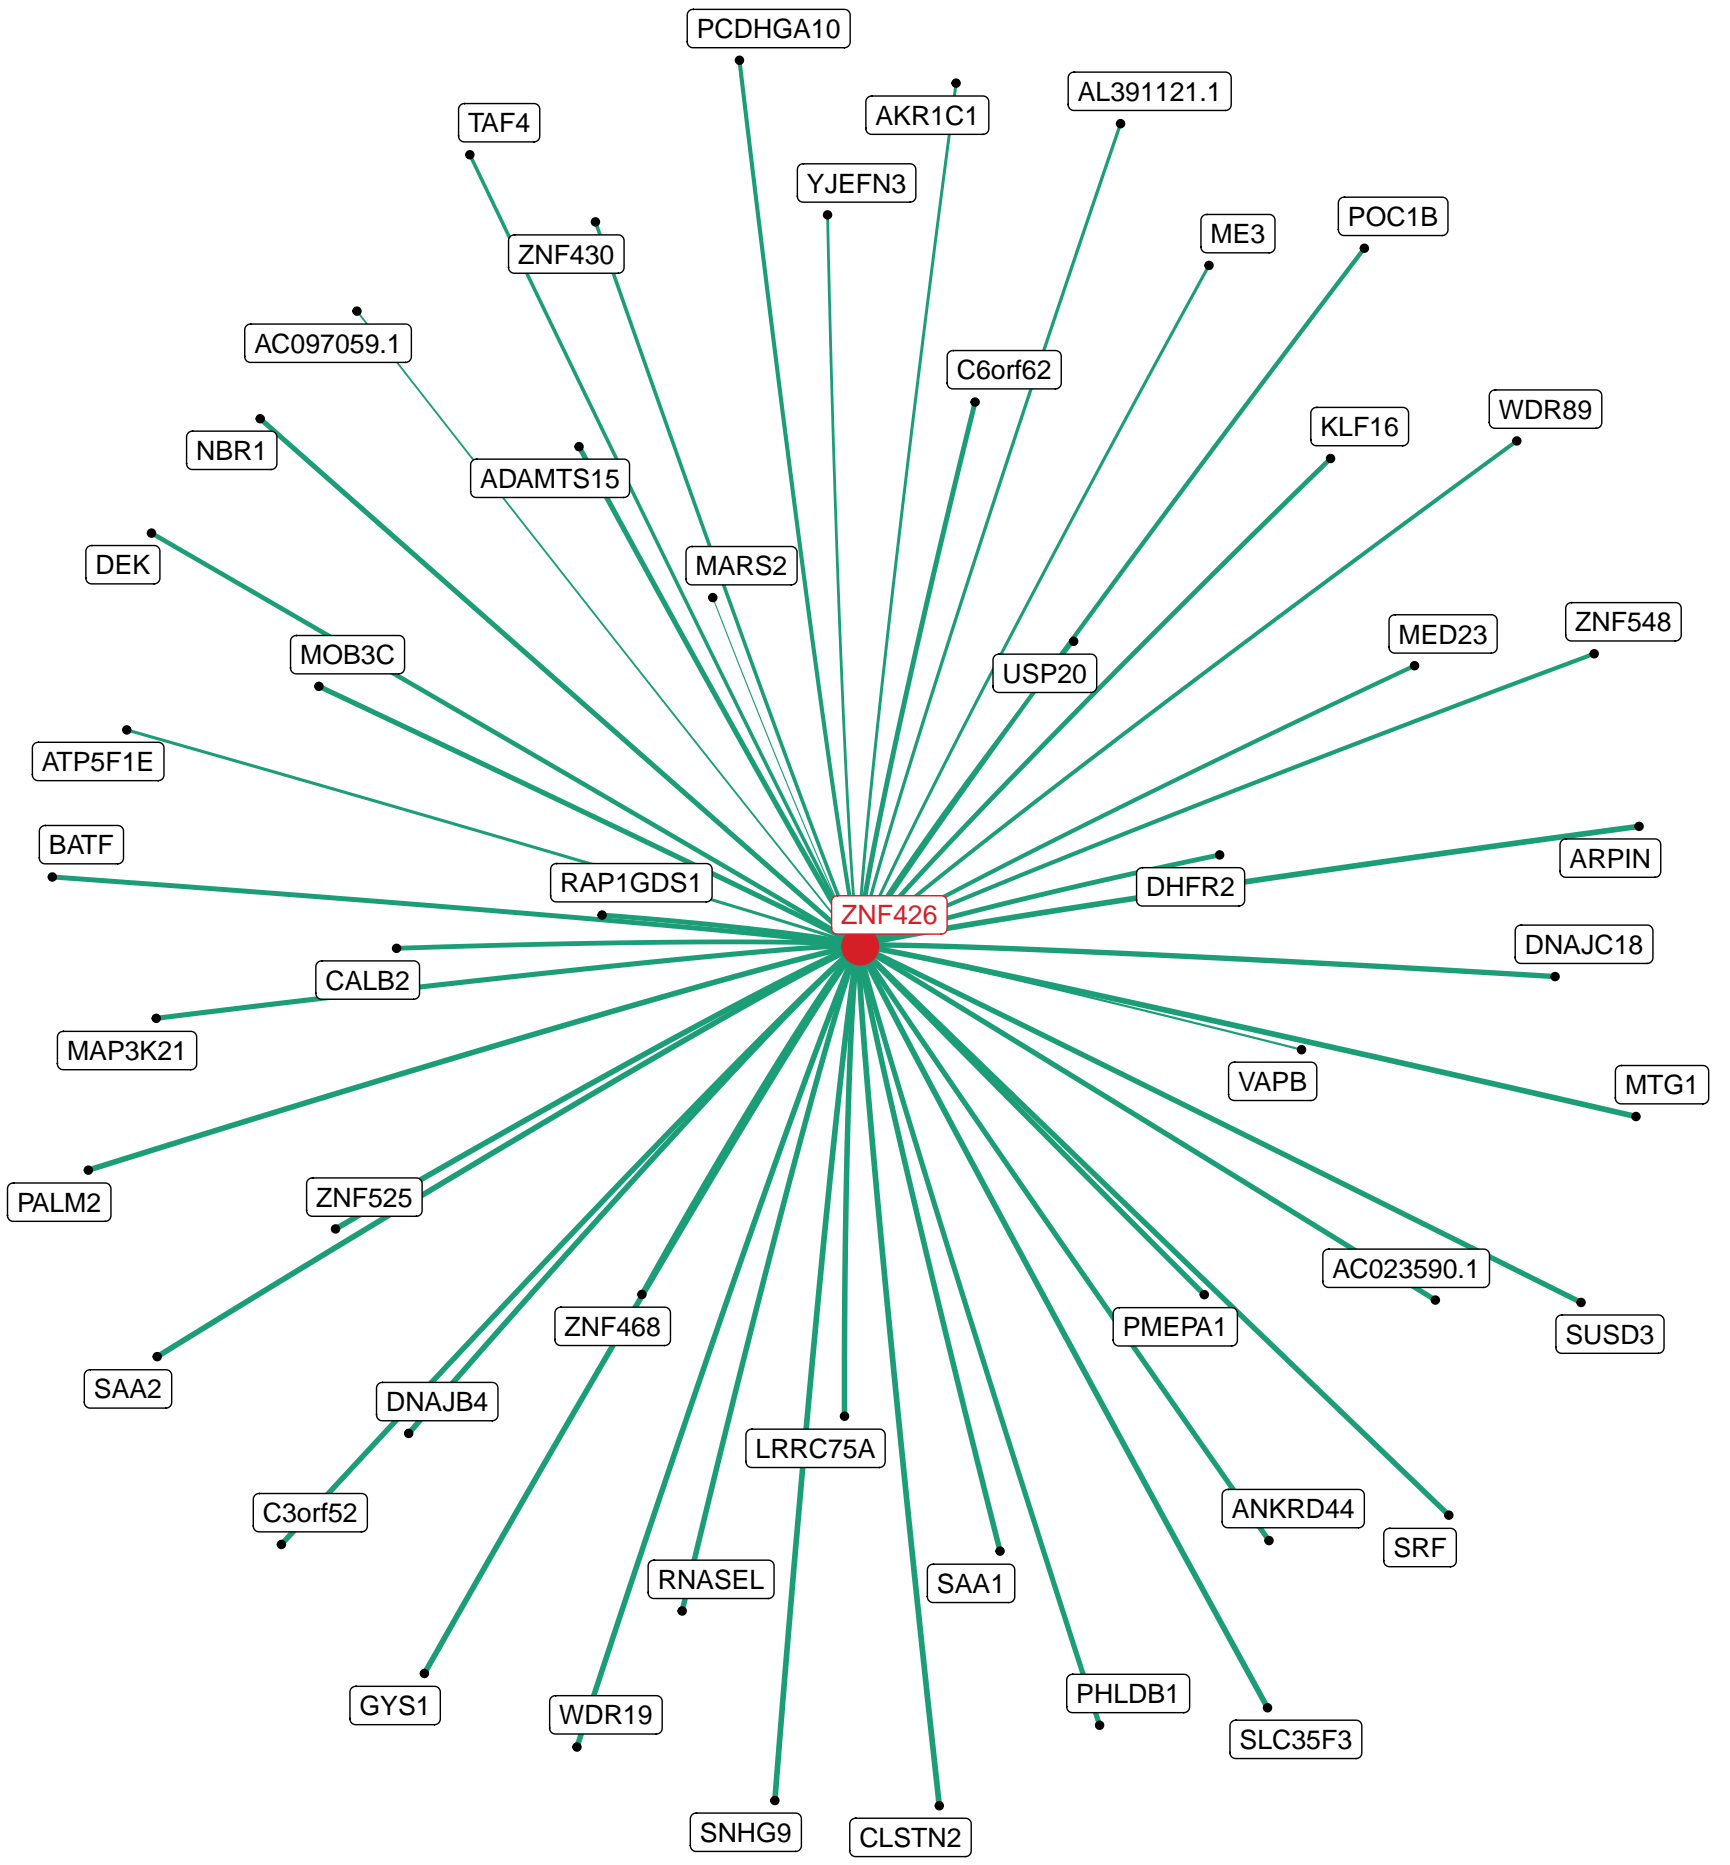 PCDHGA10
AL391121.1
AKR1C1
TAF4
YJEFN3
POC1B
ME3
ZNF430
AC097059.1
C6orf62
WDR89
KLF16
NBR1
ADAMTS15
DEK
MARS2
ZNF548
MED23
MOB3C
USP20
ATP5F1E
BATF
ARPIN
RAP1GDS1
DHFR2
ZNF426
DNAJC18
CALB2
MAP3K21
VAPB
MTG1
ZNF525
PALM2
AC023590.1
ZNF468
PMEPA1
SUSD3
SAA2
DNAJB4
LRRC75A
ANKRD44
C3orf52
SRF
RNASEL
SAA1
PHLDB1
GYS1
WDR19
SLC35F3
SNHG9
CLSTN2